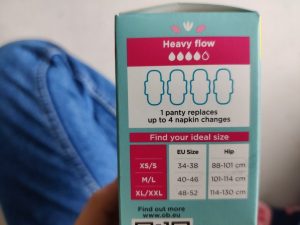 Heavy flow
1 panty replaces
up to 4 napkin changes
Find your ideal size
EU Size Hip
XS/S 34-38 88-101 cm
M/L 40-46 101-114 cm
XL/XXL 48-52 114-130 cm
Find out more
www.ob.eu